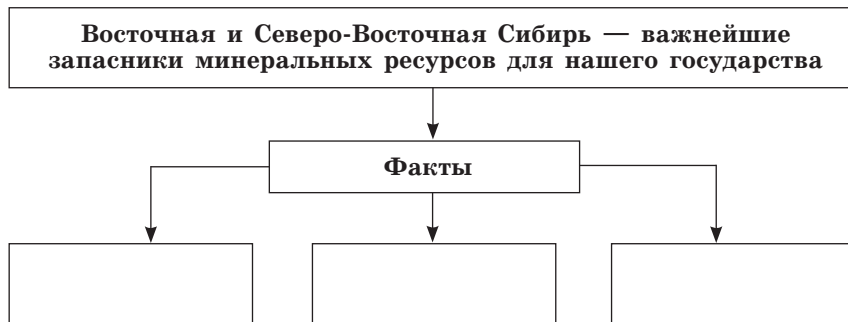 Восточная и Северо-Восточная Сибирь — важнейшие
запасники минеральных ресурсов для нашего государства
Факты